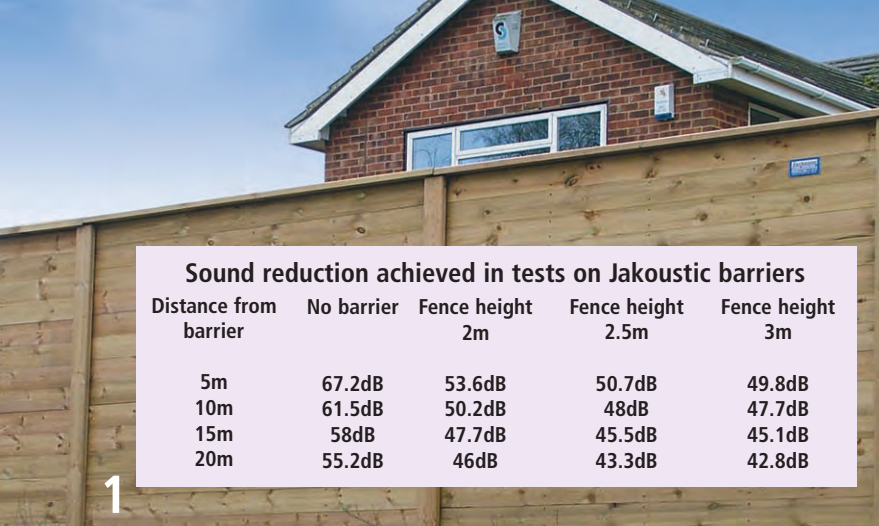 Sound reduction achieved in tests on Jakoustic barriers
Distance from barrier No barrier Fence height 2m Fence height 2.5m Fence height 3m
5m 67.2dB 53.6dB 50.7dB 49.8dB
10m 61.5dB 50.2dB 48dB 47.7dB
15m 58dB 47.7dB 45.5dB 45.1dB
20m 55.2dB 46dB 43.3dB 42.8dB
1